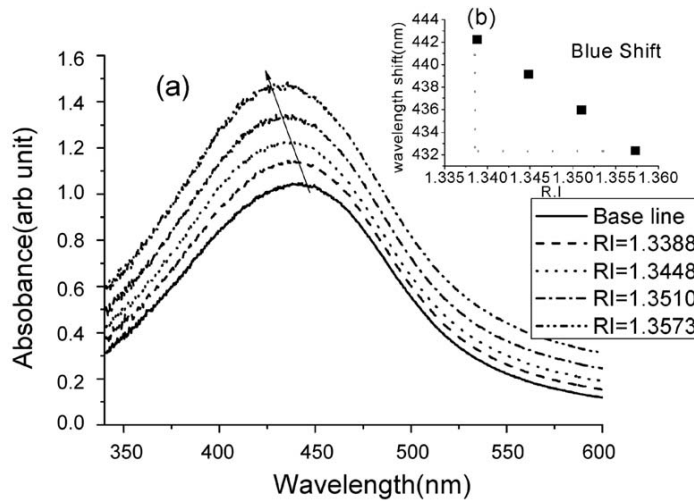 (b)
444
442
440
438
436
434
432
wavelength shift(nm)
Blue Shift
1.335 1.340 1.345 1.350 1.355 1.360
R.I
(a)
1.6
1.4
1.2
1.0
0.8
0.6
0.4
0.2
0.0
Absobance(arb unit)
Base line
RI=1.3388
RI=1.3448
RI=1.3510
RI=1.3573
350 400 450 500 550 600
Wavelength(nm)